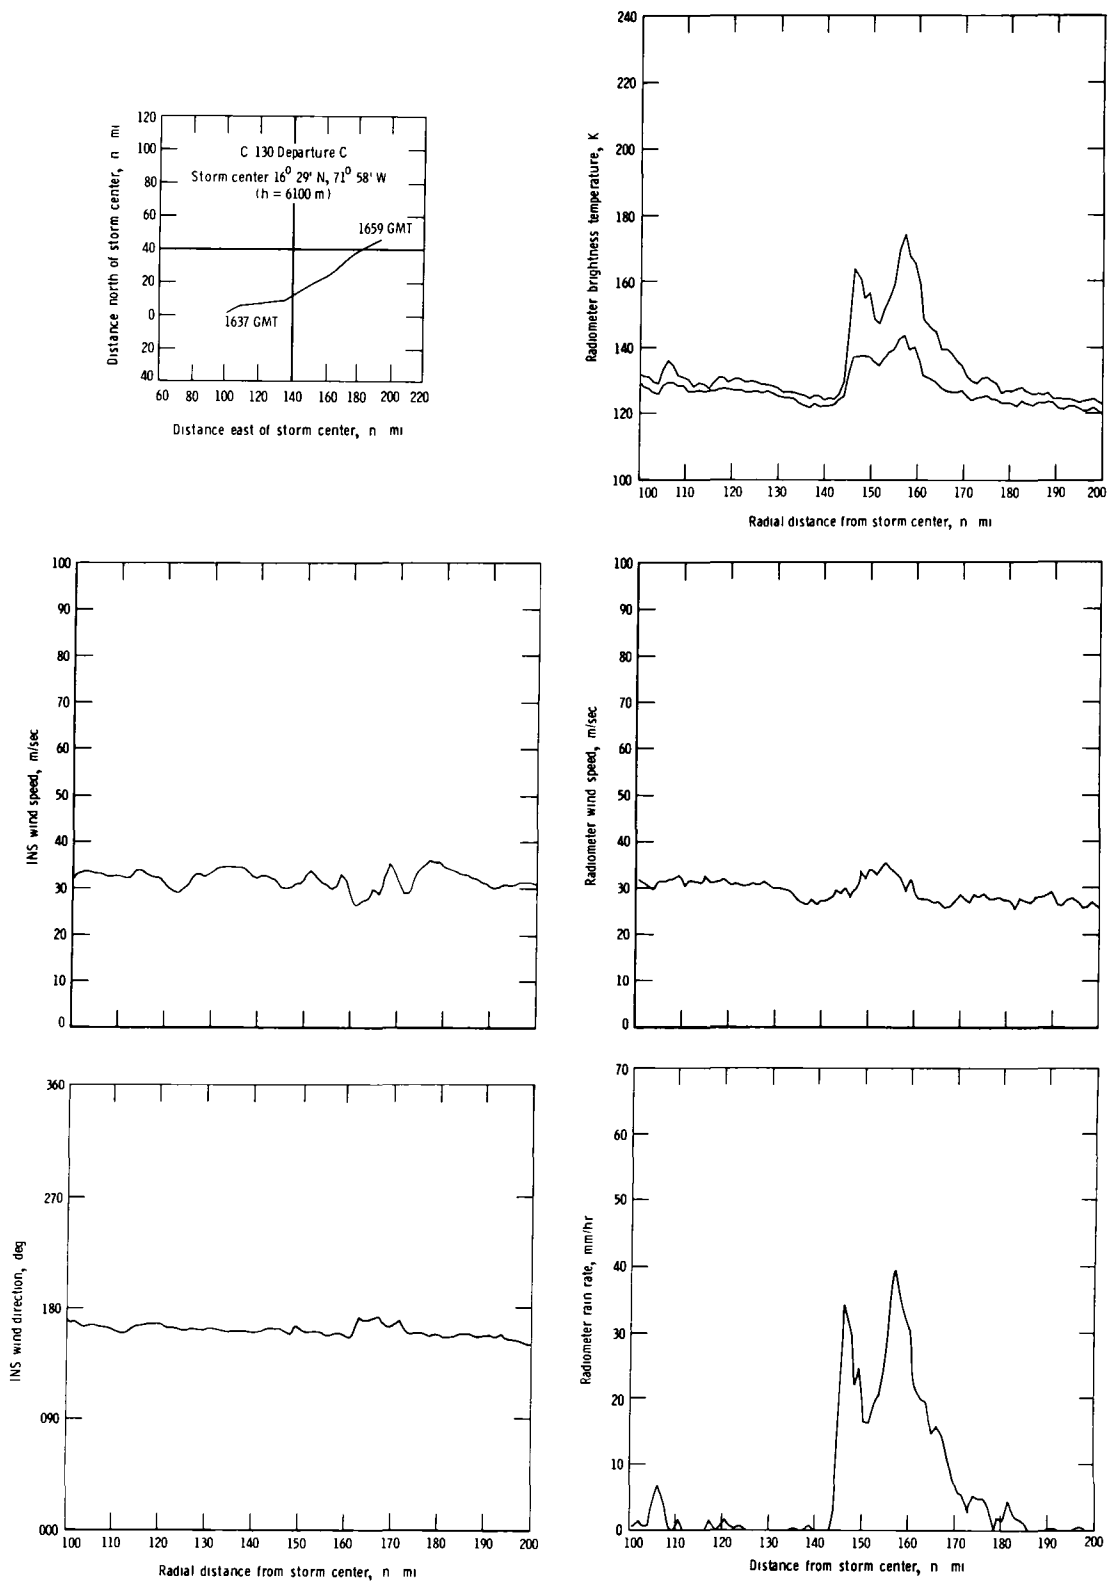 120
100
80
60
40
20
0
20
40
Distance north of storm center, n mi
C 130 Departure C
Storm center 16° 29' N, 71° 58' W
(h = 6100 m)
1659 GMT
1637 GMT
60 80 100 120 140 160 180 200 220
Distance east of storm center, n mi
240
220
200
180
160
140
120
100
Radiometer brightness temperature, K
100 110 120 130 140 150 160 170 180 190 200
Radial distance from storm center, n mi
100
90
80
70
60
50
40
30
20
10
0
INS wind speed, m/sec
100
90
80
70
60
50
40
30
20
10
0
Radiometer wind speed, m/sec
360
270
180
090
000
INS wind direction, deg
100 110 120 130 140 150 160 170 180 190 200
Radial distance from storm center, n mi
70
60
50
40
30
20
10
0
Radiometer rain rate, mm/hr
100 110 120 130 140 150 160 170 180 190 200
Distance from storm center, n mi